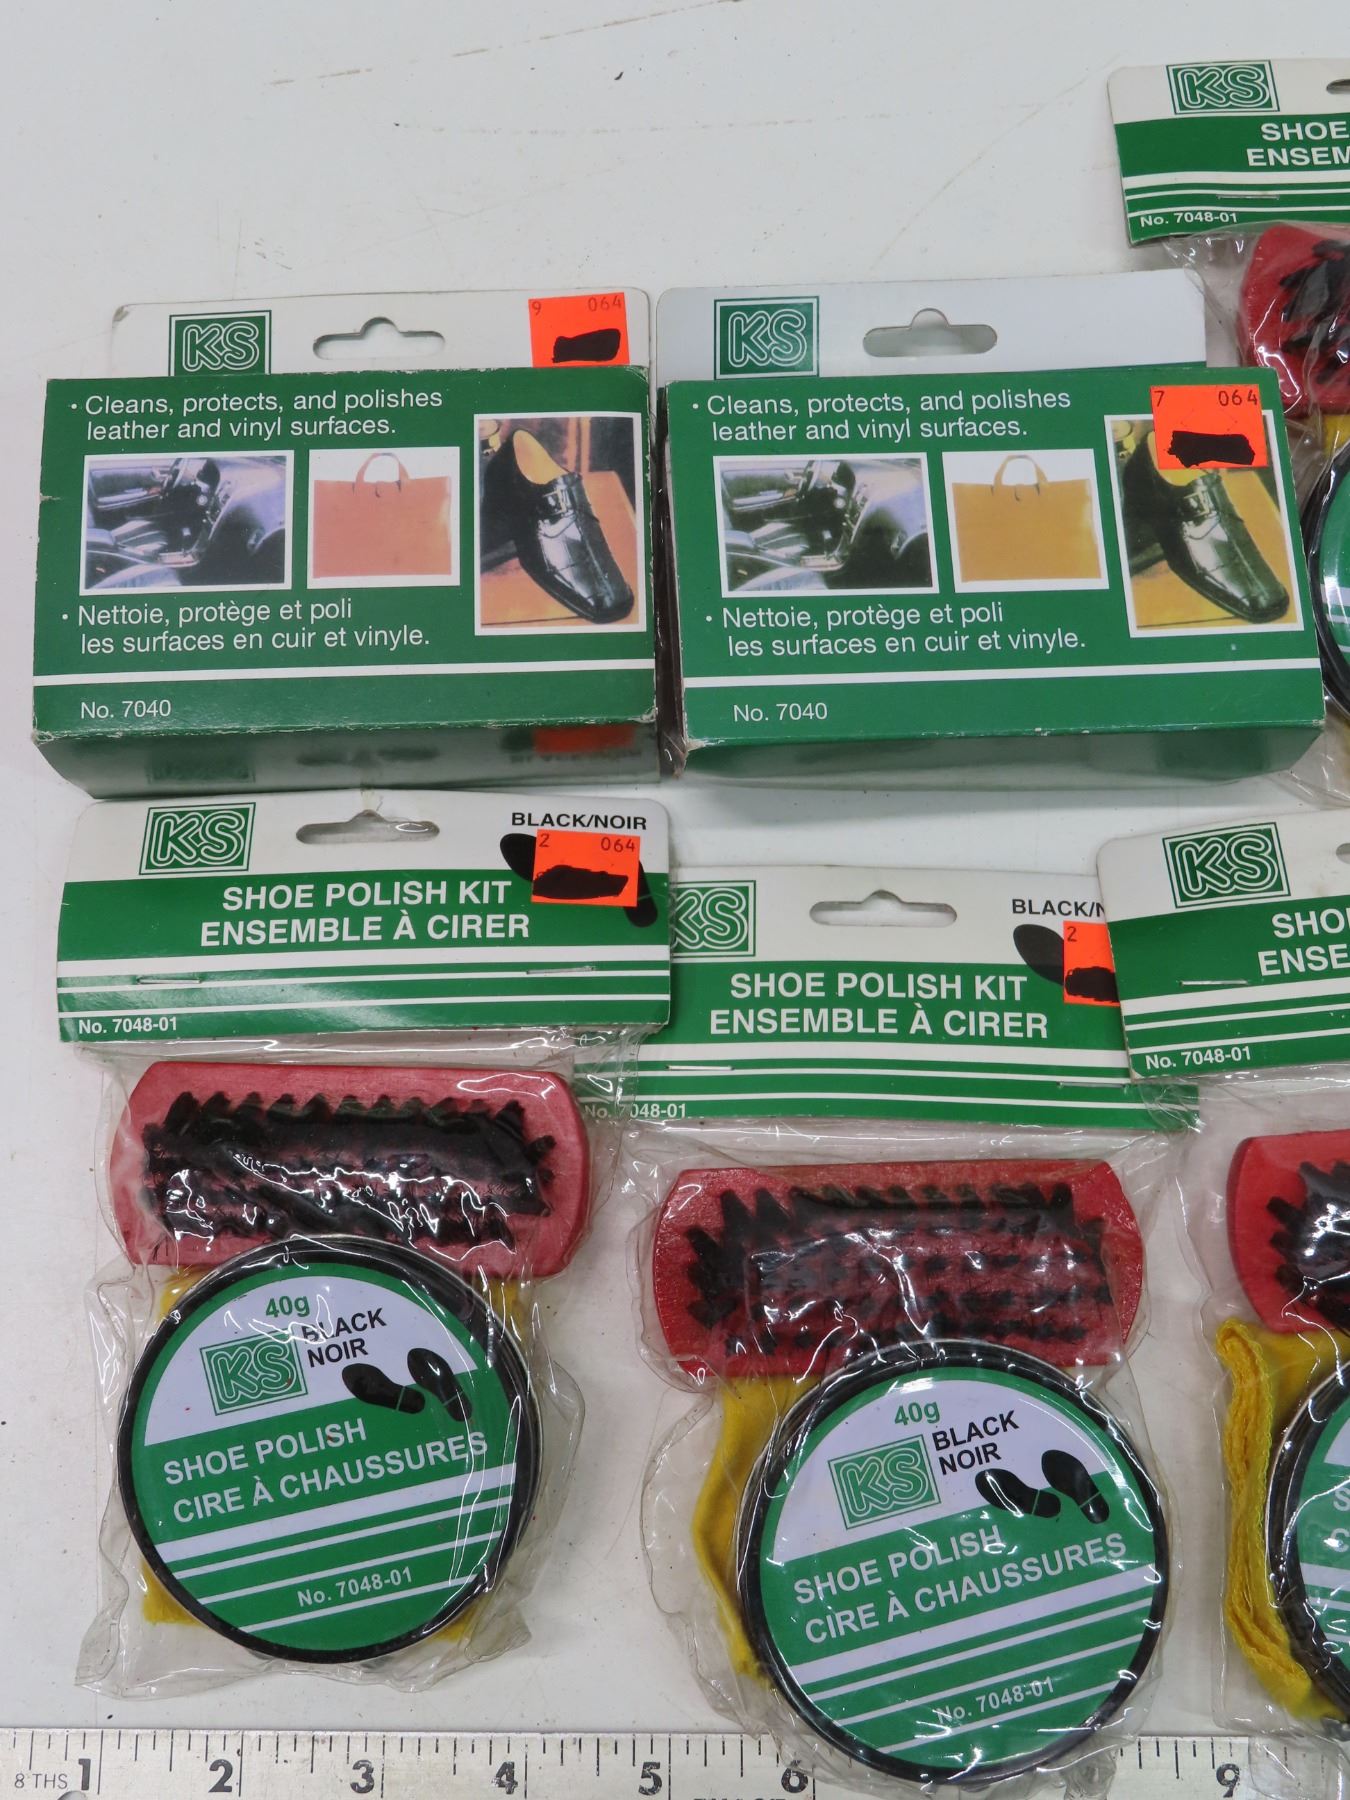 KS
SHOE
ENSEM
No. 7048-01
KS
9 064
• Cleans, protects, and polishes
leather and vinyl surfaces.
• Nettoie, protège et poli
les surfaces en cuir et vinyle.
No. 7040
KS
7 064
• Cleans, protects, and polishes
leather and vinyl surfaces.
• Nettoie, protège et poli
les surfaces en cuir et vinyle.
No. 7040
KS
BLACK/NOIR
2 064
SHOE POLISH KIT
ENSEMBLE À CIRER
No. 7048-01
40g
BLACK
NOIR
KS
SHOE POLISH
CIRE À CHAUSSURES
No. 7048-01
KS
BLACK/N
2
SHOE POLISH KIT
ENSEMBLE À CIRER
No. 7048-01
40g
BLACK
NOIR
KS
SHOE POLISH
CIRE À CHAUSSURES
No. 7048-01
KS
SHO
ENSE
No. 7048-01
S
C
8 THS 1 2 3 4 5 6 9